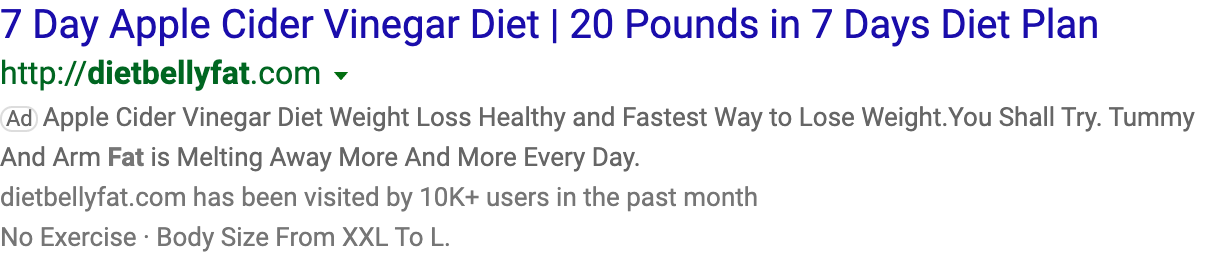 7 Day Apple Cider Vinegar Diet | 20 Pounds in 7 Days Diet Plan
http://dietbellyfat.com
Ad Apple Cider Vinegar Diet Weight Loss Healthy and Fastest Way to Lose Weight.You Shall Try. Tummy
And Arm Fat is Melting Away More And More Every Day.
dietbellyfat.com has been visited by 10K+ users in the past month
No Exercise · Body Size From XXL To L.